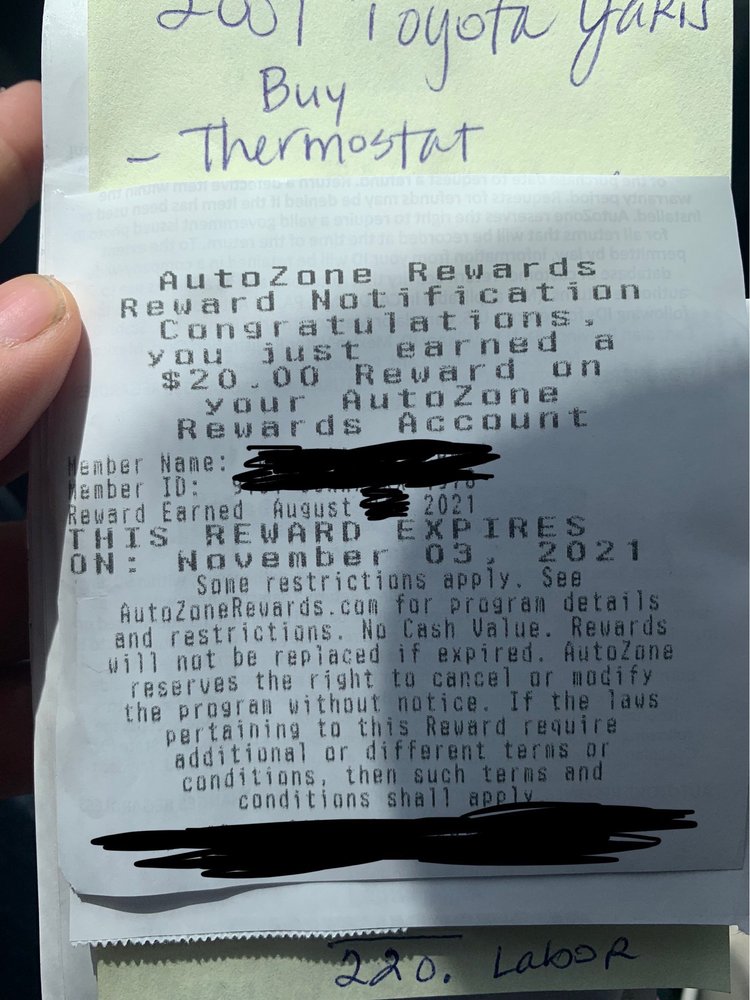 2007 Toyota Yaris
Buy
- Thermostat
AutoZone Rewards
Reward Notification
Congratulations,
you just earned a
$20.00 Reward on
your AutoZone
Rewards Account
Member Name:
Member ID:
Reward Earned August 2021
THIS REWARD EXPIRES
ON: November 03, 2021
Some restrictions apply. See
AutoZoneRewards.com for program details
and restrictions. No Cash Value. Rewards
will not be replaced if expired. AutoZone
reserves the right to cancel or modify
the program without notice. If the laws
pertaining to this Reward require
additional or different terms or
conditions, then such terms and
conditions shall apply.
220. Labor